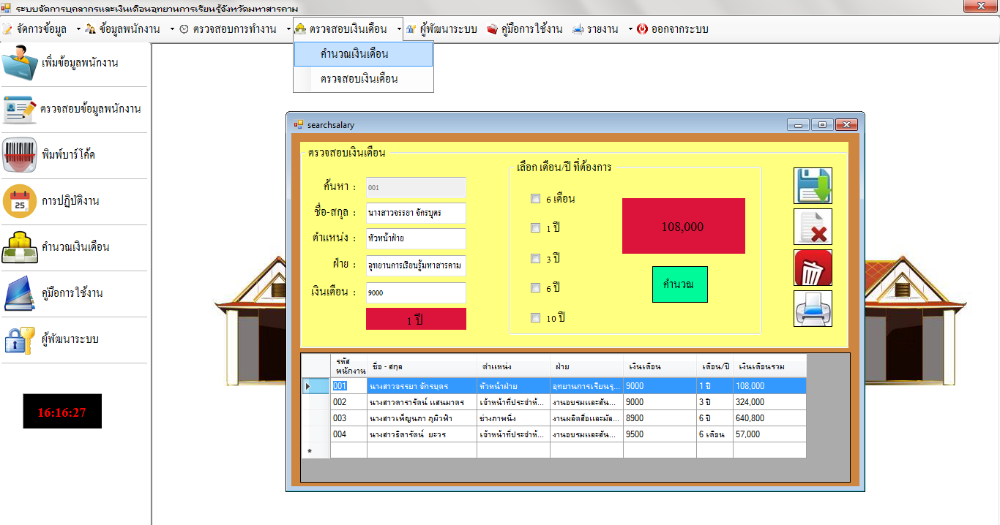 ระบบจัดการบุคลากรและเงินเดือนอุทยานการเรียนรู้จังหวัดมหาสารคาม
จัดการข้อมูล ข้อมูลพนักงาน ตรวจสอบการทำงาน ตรวจสอบเงินเดือน ผู้พัฒนาระบบ คู่มือการใช้งาน รายงาน ออกจากระบบ
คำนวณเงินเดือน
ตรวจสอบเงินเดือน
เพิ่มข้อมูลพนักงาน
ตรวจสอบข้อมูลพนักงาน
พิมพ์บาร์โค้ด
25
การปฏิบัติงาน
คำนวณเงินเดือน
คู่มือการใช้งาน
ผู้พัฒนาระบบ
16:16:27
searchsalary
ตรวจสอบเงินเดือน
ค้นหา : 001
ชื่อ-สกุล : นางสาวจรรยา จักรบุตร
ตำแหน่ง : หัวหน้าฝ่าย
ฝ่าย : อุทยานการเรียนรู้มหาสารคาม
เงินเดือน : 9000
1 ปี
เลือก เดือน/ปี ที่ต้องการ
6 เดือน
1 ปี
3 ปี
6 ปี
10 ปี
108,000
คำนวณ
รหัสพนักงาน ชื่อ - สกุล ตำแหน่ง ฝ่าย เงินเดือน เดือน/ปี เงินเดือนรวม
001 นางสาวจรรยา จักรบุตร หัวหน้าฝ่าย อุทยานการเรียนรุ... 9000 1 ปี 108,000
002 นางสาวดารารัตน์ แสนมาตร เจ้าหน้าที่ประจำห้... งานอบรมและสัน... 9000 3 ปี 324,000
003 นางสาวเพ็ญนภา ภูผิวฟ้า ช่างภาพนิ่ง งานผลิตสื่อและมัล... 8900 6 ปี 640,800
004 นางสาวธิดารัตน์ ยะวร เจ้าหน้าที่ประจำห้... งานอบรมและสัน... 9500 6 เดือน 57,000